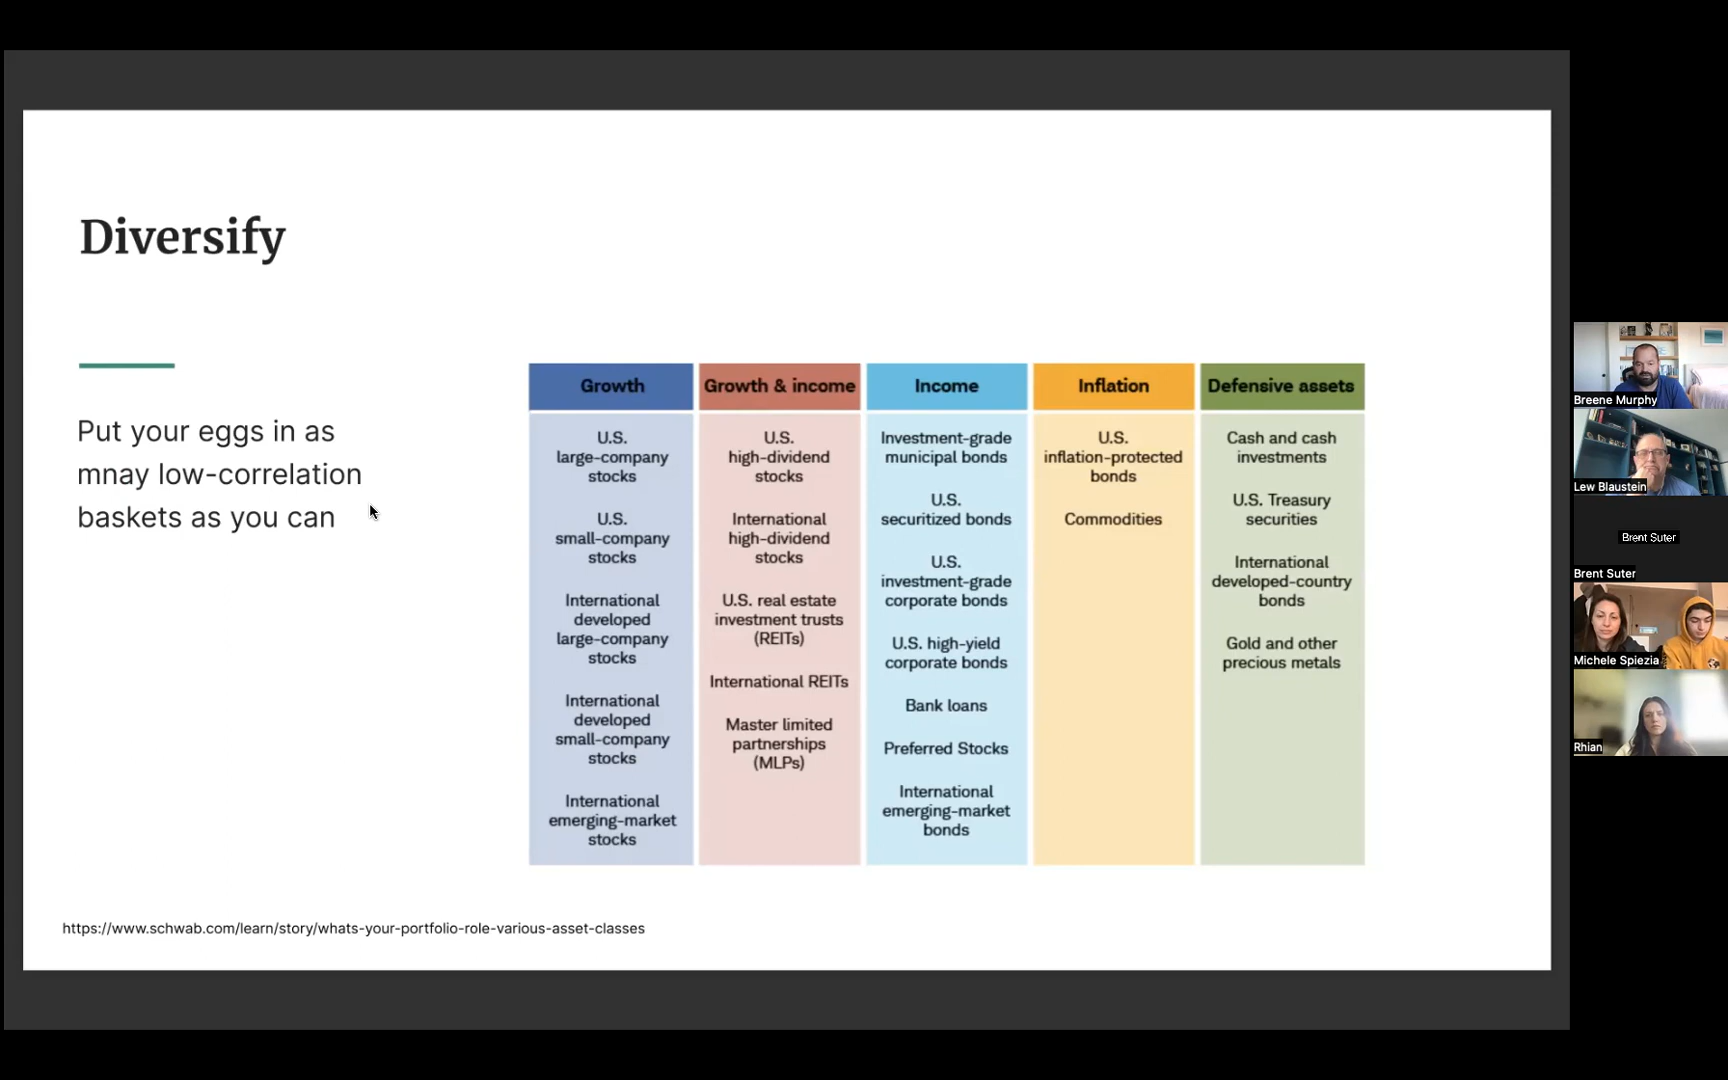 Diversify
Put your eggs in as
mnay low-correlation
baskets as you can
Growth
U.S.
large-company
stocks
U.S.
small-company
stocks
International
developed
large-company
stocks
International
developed
small-company
stocks
International
emerging-market
stocks
Growth & income
U.S.
high-dividend
stocks
International
high-dividend
stocks
U.S. real estate
investment trusts
(REITs)
International REITs
Master limited
partnerships
(MLPs)
Income
Investment-grade
municipal bonds
U.S.
securitized bonds
U.S.
investment-grade
corporate bonds
U.S. high-yield
corporate bonds
Bank loans
Preferred Stocks
International
emerging-market
bonds
Inflation
U.S.
inflation-protected
bonds
Commodities
Defensive assets
Cash and cash
investments
U.S. Treasury
securities
International
developed-country
bonds
Gold and other
precious metals
https://www.schwab.com/learn/story/whats-your-portfolio-role-various-asset-classes
Breene Murphy
Lew Blaustein
Brent Suter
Brent Suter
Michele Spiezia
Rhian